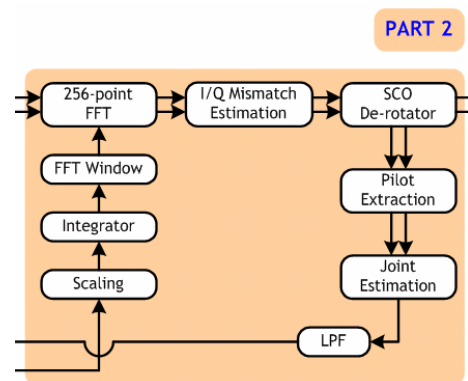 PART 2
256-point
FFT
I/Q Mismatch
Estimation
SCO
De-rotator
FFT Window
Pilot
Extraction
Integrator
Scaling
Joint
Estimation
LPF